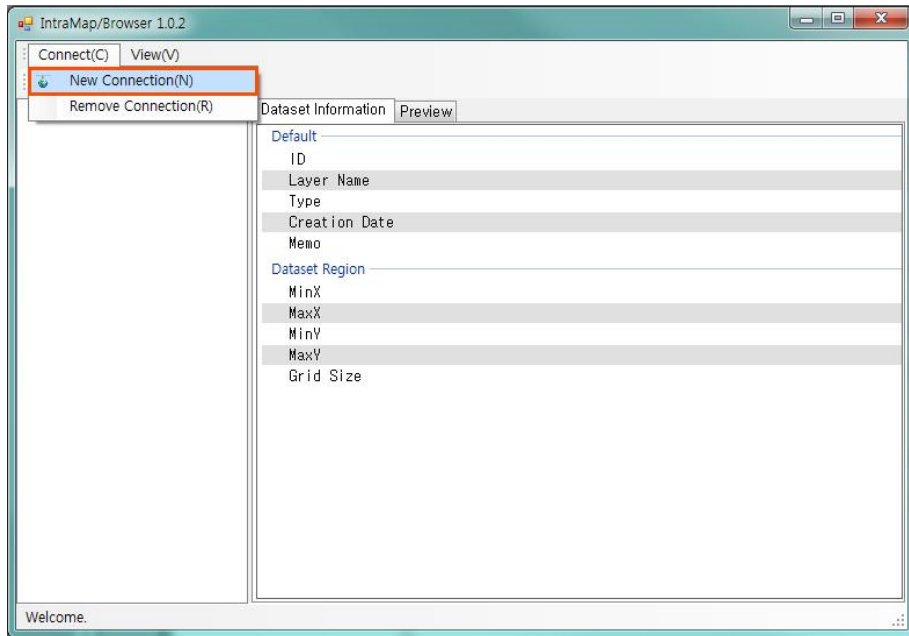 IntraMap/Browser 1.0.2
Connect(C) View(V)
New Connection(N)
Remove Connection(R)
Dataset Information Preview
Default
ID
Layer Name
Type
Creation Date
Memo
Dataset Region
MinX
MaxX
MinY
MaxY
Grid Size
Welcome.